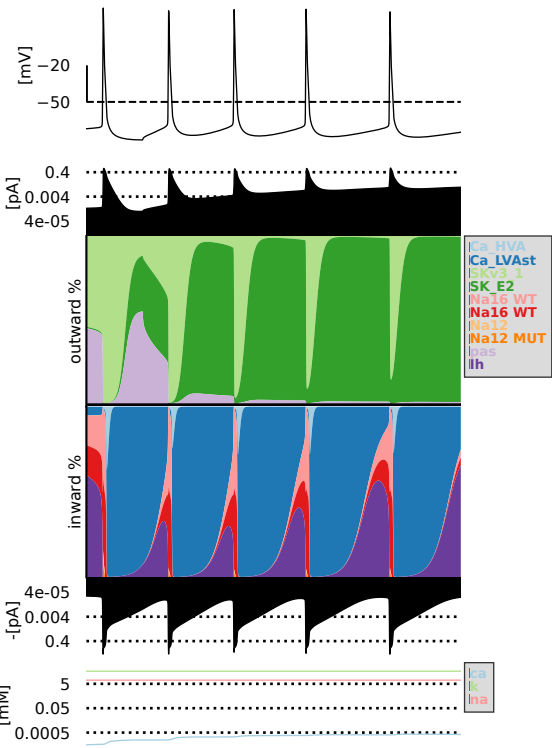 [mV]
−20
−50
[pA]
0.4
0.004
4e-05
outward %
Ca_HVA
Ca_LVAst
SKv3_1
SK_E2
Na16 WT
Na16 WT
Na12
Na12 MUT
pas
Ih
inward %
-[pA]
4e-05
0.004
0.4
[mM]
5
0.05
0.0005
ca
k
na